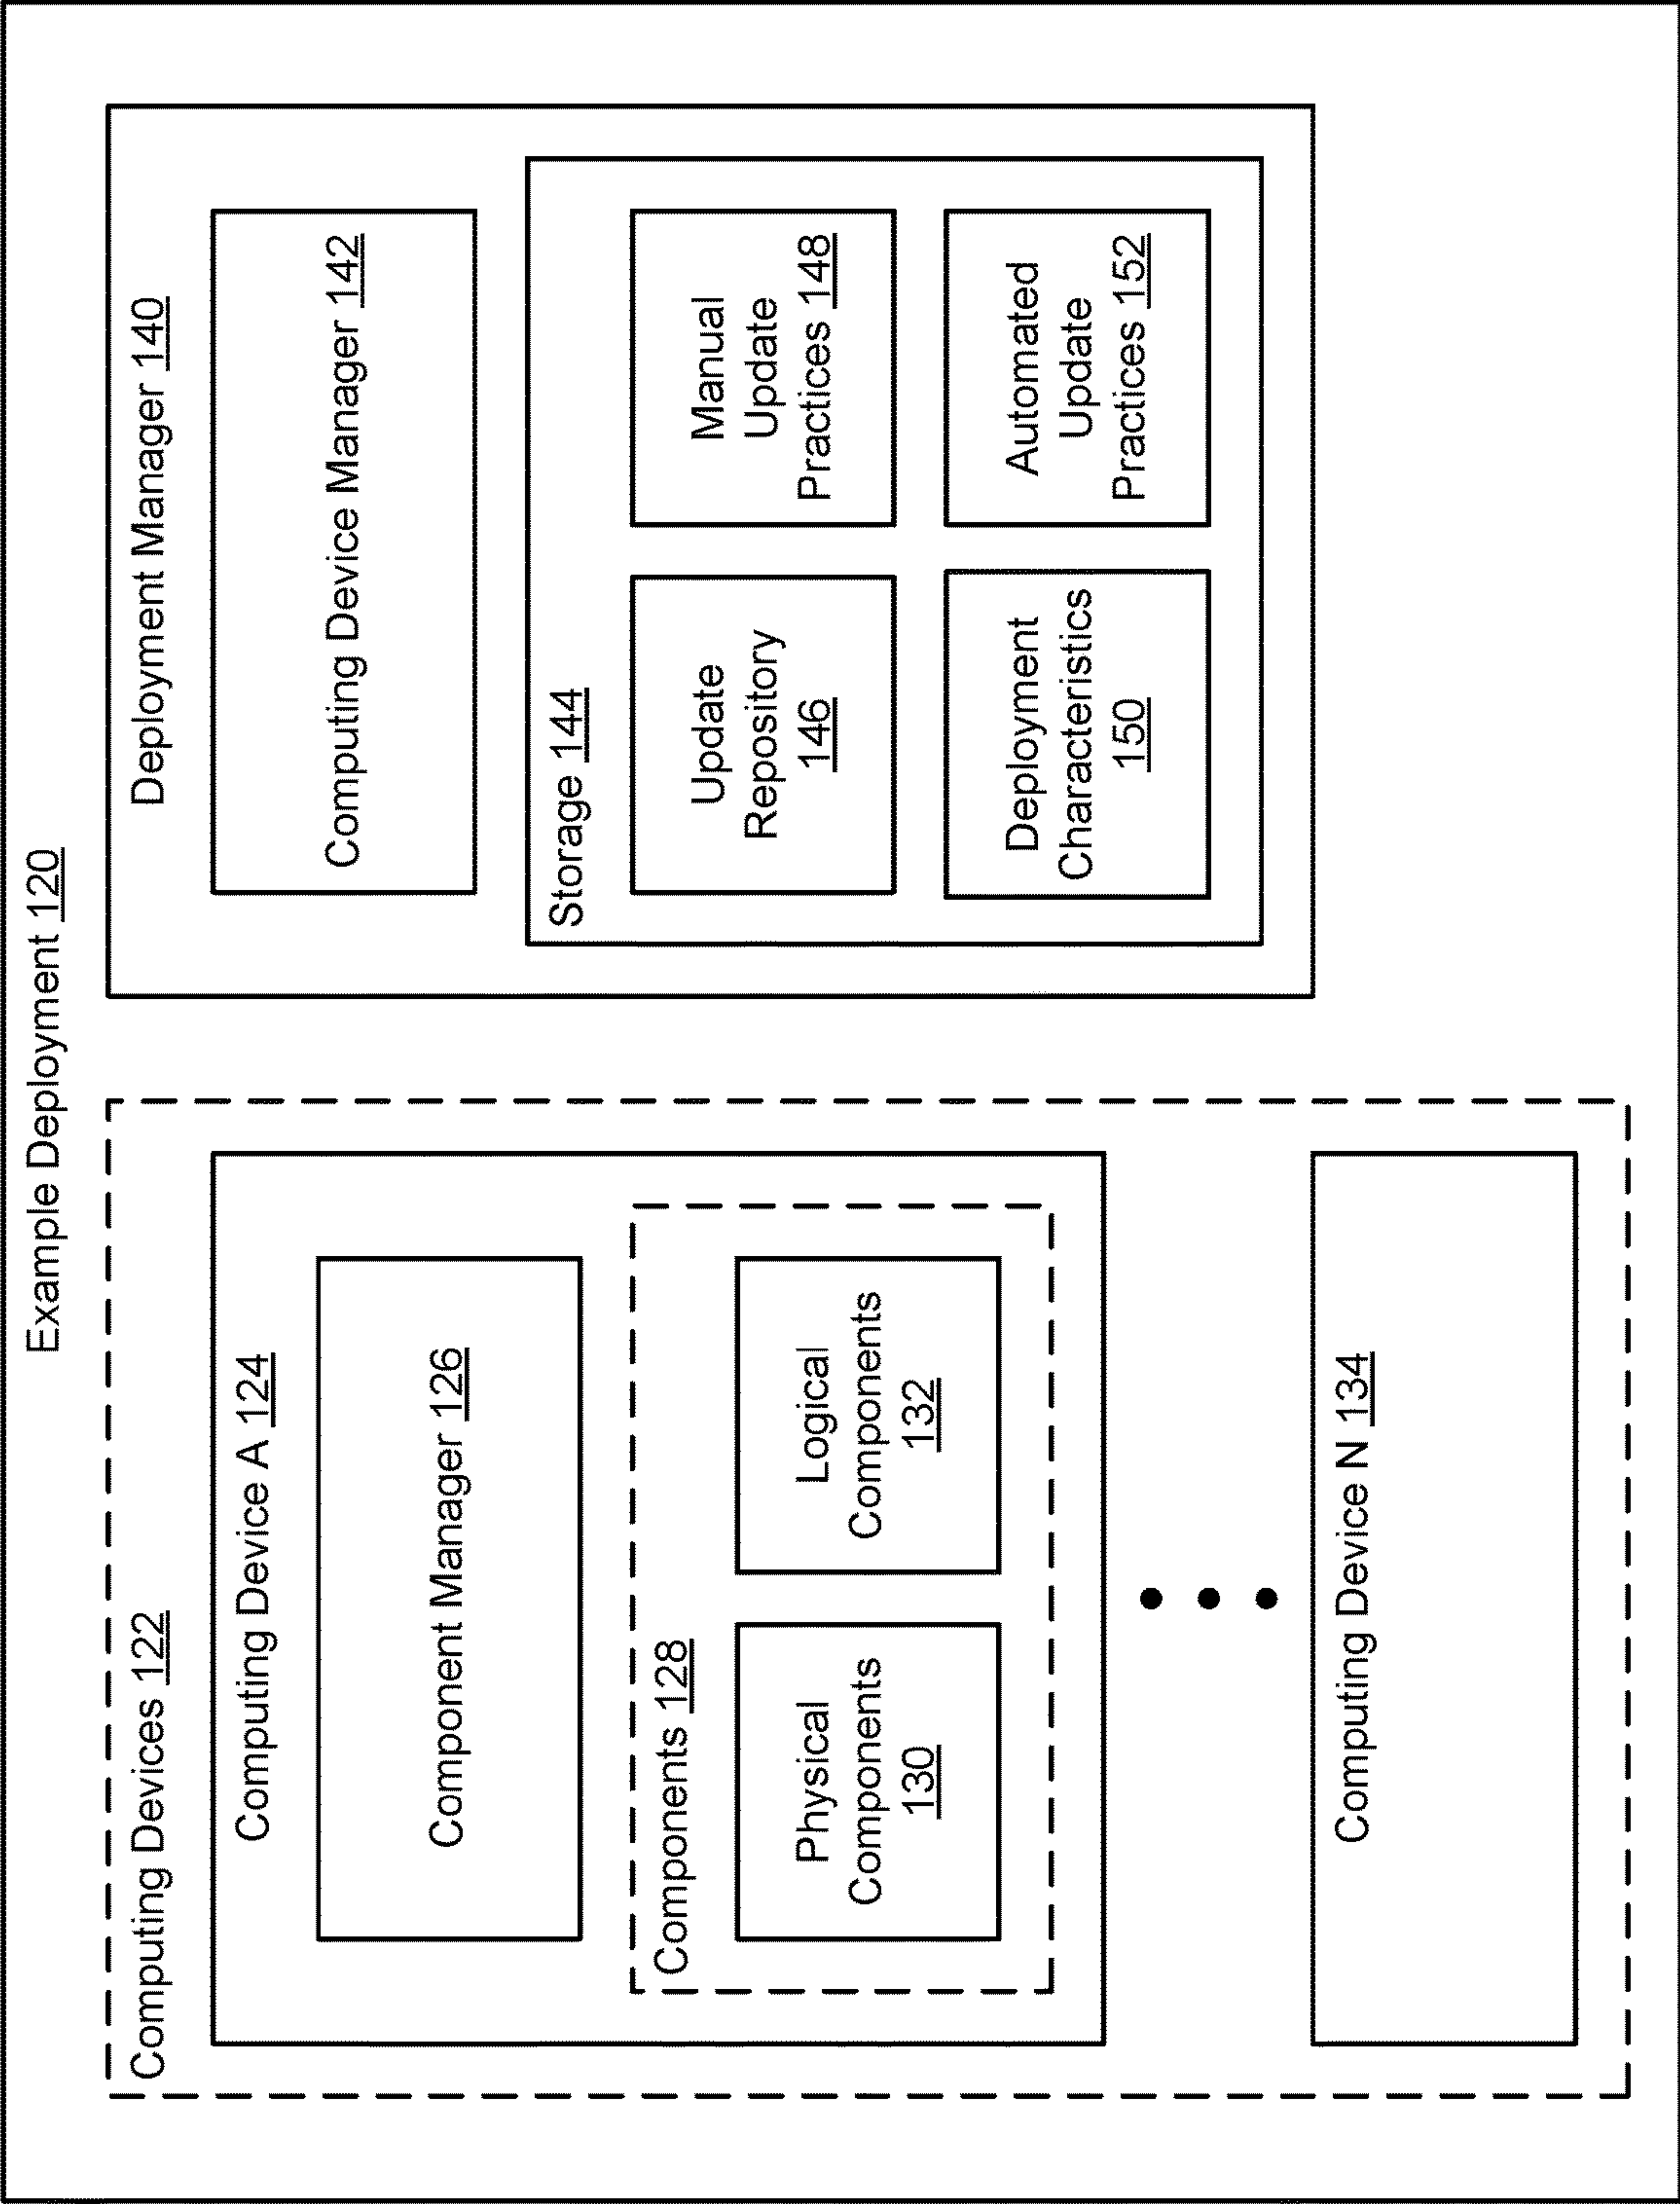 Example Deployment 120
Computing Devices 122
Computing Device A 124
Component Manager 126
Components 128
Physical
Components
130
Logical
Components
132
Computing Device N 134
Deployment Manager 140
Computing Device Manager 142
Storage 144
Update
Repository
146
Manual
Update
Practices 148
Deployment
Characteristics
150
Automated
Update
Practices 152